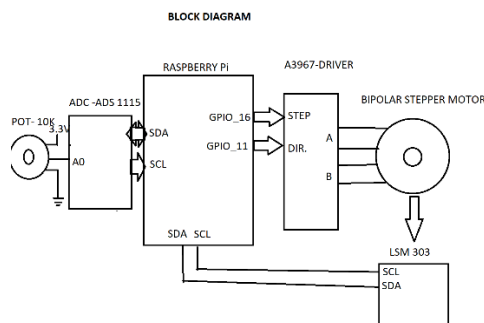 BLOCK DIAGRAM
RASPBERRY Pi
A3967-DRIVER
ADC -ADS 1115
BIPOLAR STEPPER MOTOR
POT- 10K
3.3V
GPIO_16
STEP
SDA
A
A0
SCL
GPIO_11
DIR.
B
SDA SCL
LSM 303
SCL
SDA